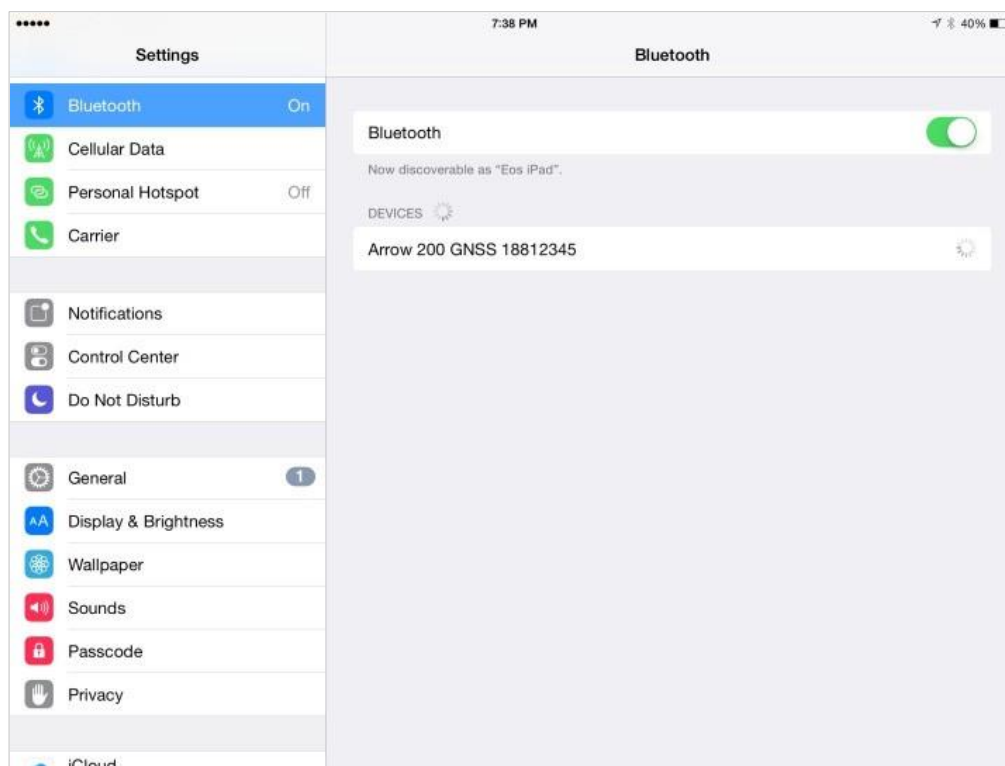 7:38 PM
40%
Settings
Bluetooth
Bluetooth On
Cellular Data
Personal Hotspot Off
Carrier
Notifications
Control Center
Do Not Disturb
General 1
AA Display & Brightness
Wallpaper
Sounds
Passcode
Privacy
iCloud
Bluetooth
Now discoverable as "Eos iPad".
DEVICES
Arrow 200 GNSS 18812345